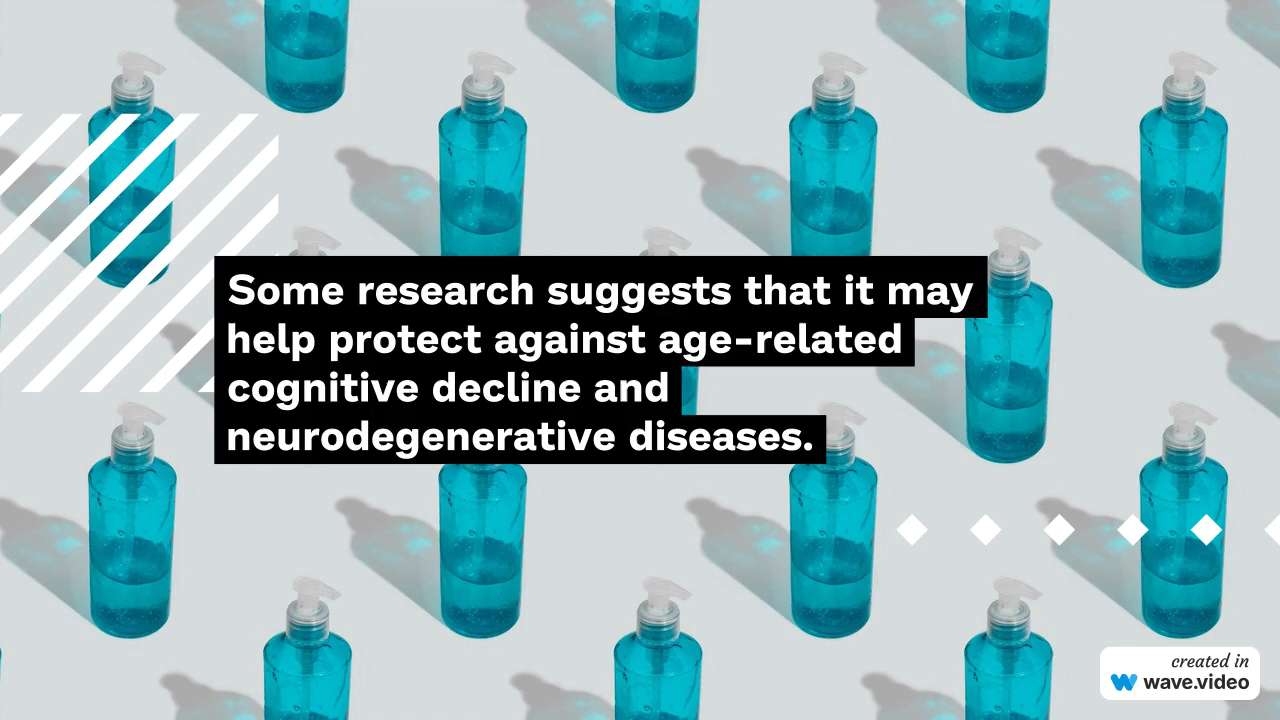 Some research suggests that it may
help protect against age-related
cognitive decline and
neurodegenerative diseases.
created in
wave.video